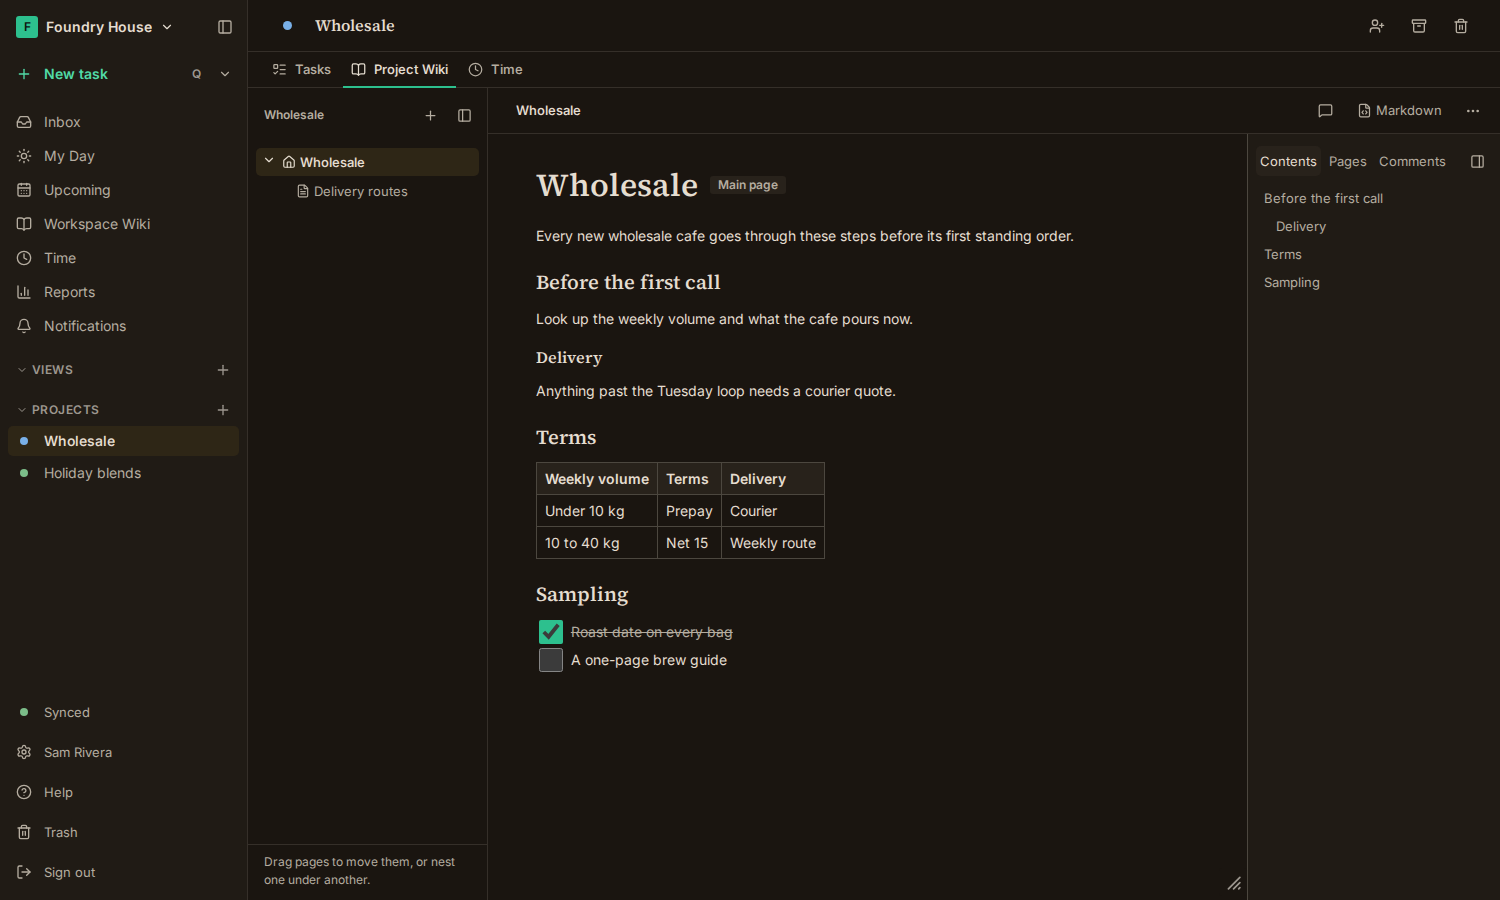 F Foundry House
New task Q
Inbox
My Day
Upcoming
Workspace Wiki
Time
Reports
Notifications
VIEWS
PROJECTS
Wholesale
Holiday blends
Synced
Sam Rivera
Help
Trash
Sign out
Wholesale
Tasks Project Wiki Time
Wholesale
Wholesale
Delivery routes
Drag pages to move them, or nest
one under another.
Wholesale Markdown
Wholesale Main page
Every new wholesale cafe goes through these steps before its first standing order.
Before the first call
Look up the weekly volume and what the cafe pours now.
Delivery
Anything past the Tuesday loop needs a courier quote.
Terms
Weekly volume Terms Delivery
Under 10 kg Prepay Courier
10 to 40 kg Net 15 Weekly route
Sampling
Roast date on every bag
A one-page brew guide
Contents Pages Comments
Before the first call
Delivery
Terms
Sampling